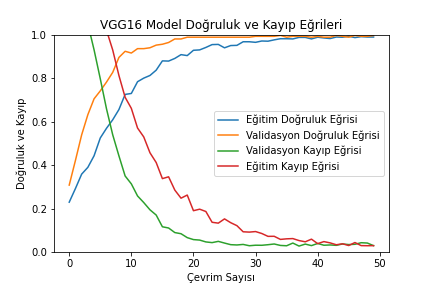 VGG16 Model Doğruluk ve Kayıp Eğrileri
Doğruluk ve Kayıp
1.0
0.8
0.6
0.4
0.2
0.0
Eğitim Doğruluk Eğrisi
Validasyon Doğruluk Eğrisi
Validasyon Kayıp Eğrisi
Eğitim Kayıp Eğrisi
0 10 20 30 40 50
Çevrim Sayısı